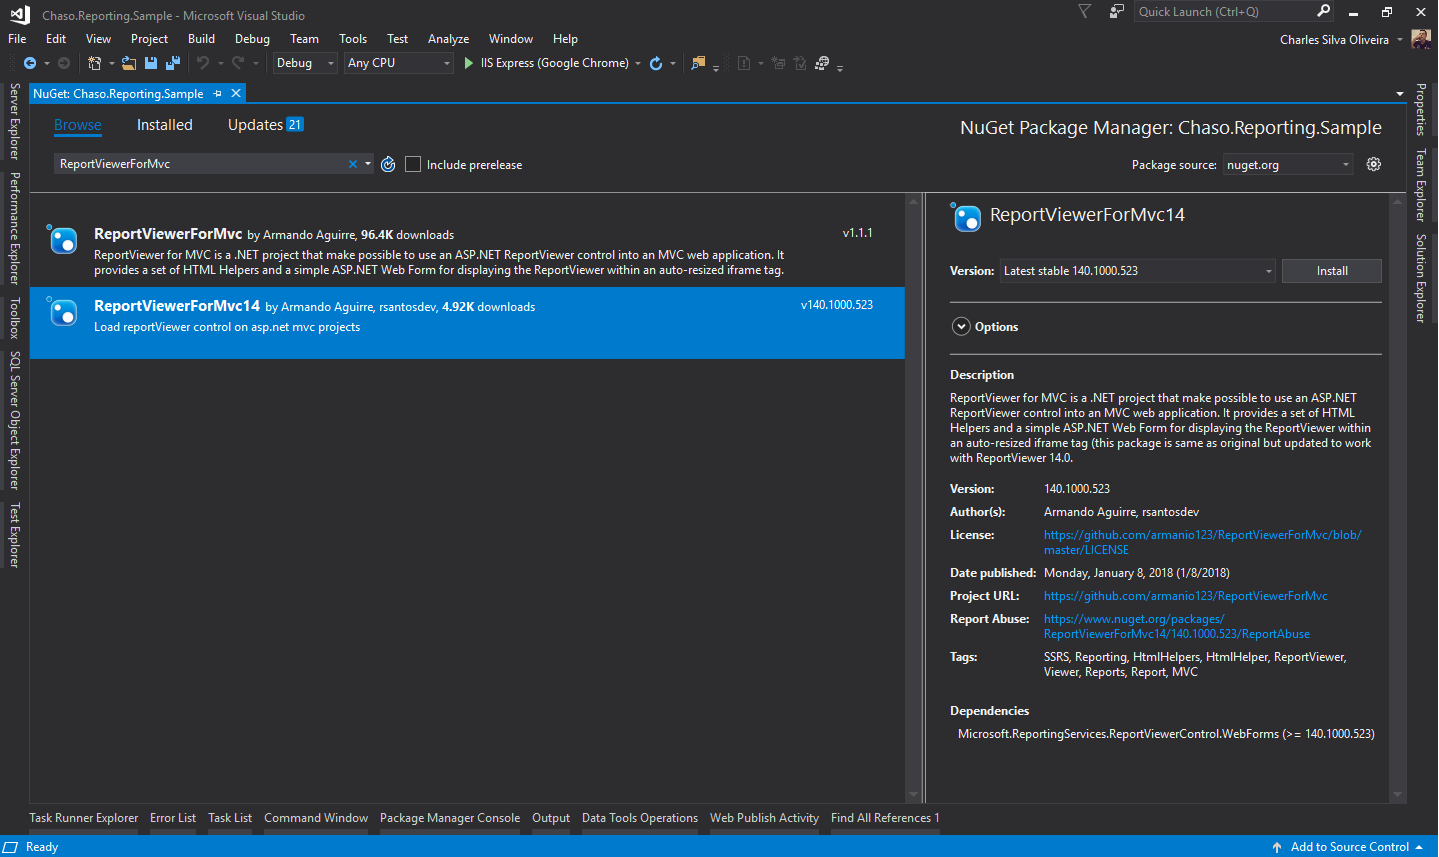 Chaso.Reporting.Sample - Microsoft Visual Studio
Quick Launch (Ctrl+Q)
File Edit View Project Build Debug Team Tools Test Analyze Window Help
Charles Silva Oliveira
Debug Any CPU IIS Express (Google Chrome)
Server Explorer
Performance Explorer
Toolbox
SQL Server Object Explorer
Test Explorer
NuGet: Chaso.Reporting.Sample
Browse Installed Updates 21
NuGet Package Manager: Chaso.Reporting.Sample
ReportViewerForMvc
Include prerelease
Package source: nuget.org
ReportViewerForMvc by Armando Aguirre, 96.4K downloads v1.1.1
ReportViewer for MVC is a .NET project that make possible to use an ASP.NET ReportViewer control into an MVC web application. It
provides a set of HTML Helpers and a simple ASP.NET Web Form for displaying the ReportViewer within an auto-resized iframe tag.
ReportViewerForMvc14 by Armando Aguirre, rsantosdev, 4.92K downloads v140.1000.523
Load reportViewer control on asp.net mvc projects
ReportViewerForMvc14
Version: Latest stable 140.1000.523 Install
Options
Description
ReportViewer for MVC is a .NET project that make possible to use an ASP.NET
ReportViewer control into an MVC web application. It provides a set of HTML
Helpers and a simple ASP.NET Web Form for displaying the ReportViewer within
an auto-resized iframe tag (this package is same as original but updated to work
with ReportViewer 14.0.
Version: 140.1000.523
Author(s): Armando Aguirre, rsantosdev
License: https://github.com/armanio123/ReportViewerForMvc/blob/
master/LICENSE
Date published: Monday, January 8, 2018 (1/8/2018)
Project URL: https://github.com/armanio123/ReportViewerForMvc
Report Abuse: https://www.nuget.org/packages/
ReportViewerForMvc14/140.1000.523/ReportAbuse
Tags: SSRS, Reporting, HtmlHelpers, HtmlHelper, ReportViewer,
Viewer, Reports, Report, MVC
Dependencies
Microsoft.ReportingServices.ReportViewerControl.WebForms (>= 140.1000.523)
Properties
Team Explorer
Solution Explorer
Task Runner Explorer Error List Task List Command Window Package Manager Console Output Data Tools Operations Web Publish Activity Find All References 1
Ready Add to Source Control